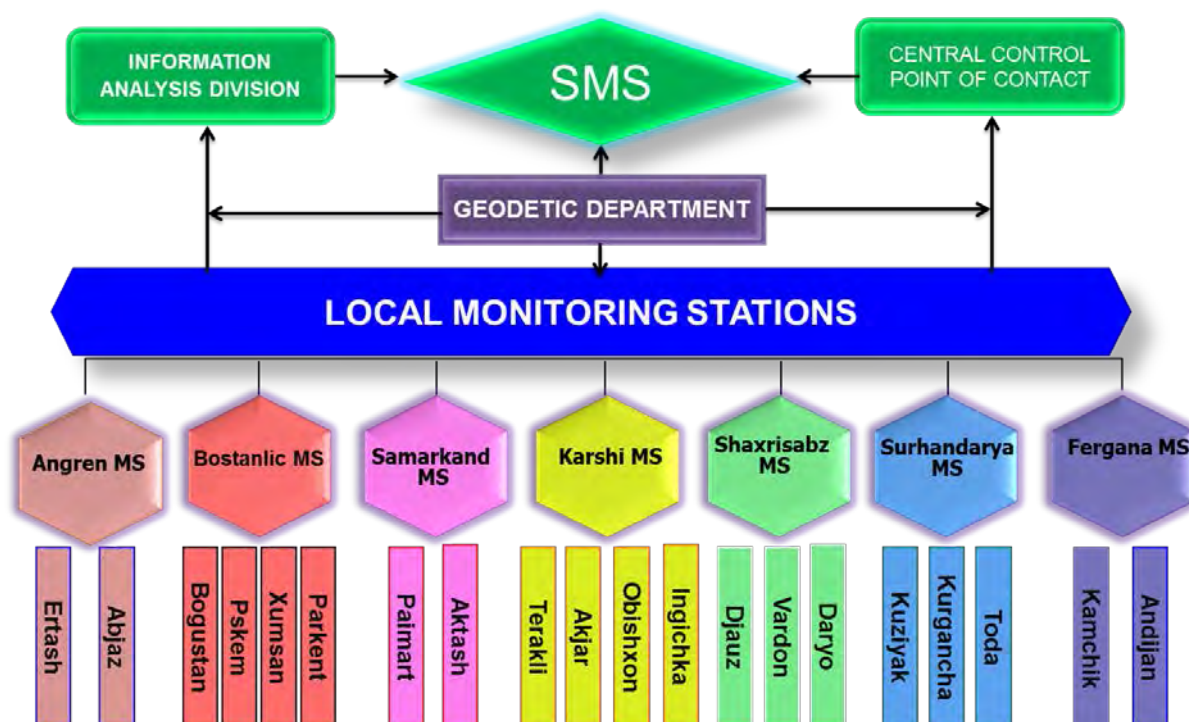 INFORMATION
ANALYSIS DIVISION
SMS
CENTRAL CONTROL
POINT OF CONTACT
GEODETIC DEPARTMENT
LOCAL MONITORING STATIONS
Angren MS
Bostanlic MS
Samarkand
MS
Karshi MS
Shaxrisabz
MS
Surhandarya
MS
Fergana MS
Ertash
Abjaz
Bogustan
Pskem
Xumsan
Parkent
Paimart
Aktash
Terakli
Akjar
Obishxon
Ingichka
Djauz
Vardon
Daryo
Kuziyak
Kurgancha
Toda
Kamchik
Andijan